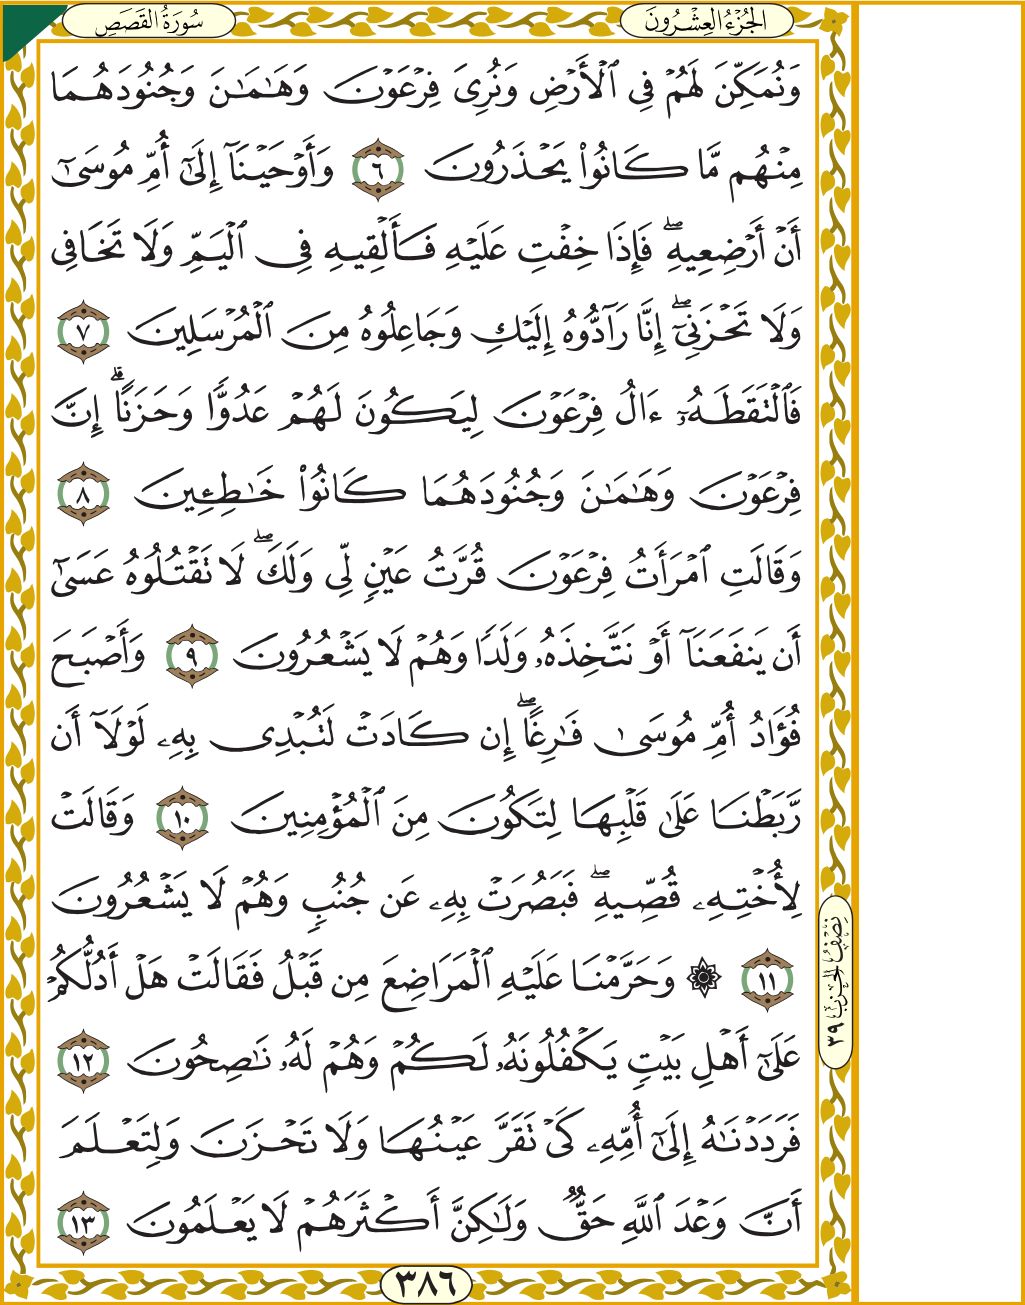 الجُزْءُ العِشْرُونَ
سُورَةُ القَصَصِ
وَنُمَكِّنَ لَهُمْ فِي ٱلْأَرْضِ وَنُرِىَ فِرْعَوْنَ وَهَـٰمَـٰنَ وَجُنُودَهُمَا
مِنْهُم مَّا كَانُوا۟ يَحْذَرُونَ ٦ وَأَوْحَيْنَآ إِلَىٰٓ أُمِّ مُوسَىٰٓ
أَنْ أَرْضِعِيهِ ۖ فَإِذَا خِفْتِ عَلَيْهِ فَأَلْقِيهِ فِى ٱلْيَمِّ وَلَا تَخَافِى
وَلَا تَحْزَنِىٓ ۖ إِنَّا رَآدُّوهُ إِلَيْكِ وَجَاعِلُوهُ مِنَ ٱلْمُرْسَلِينَ ٧
فَٱلْتَقَطَهُۥٓ ءَالُ فِرْعَوْنَ لِيَكُونَ لَهُمْ عَدُوًّا وَحَزَنًا ۗ إِنَّ
فِرْعَوْنَ وَهَـٰمَـٰنَ وَجُنُودَهُمَا كَانُوا۟ خَـٰطِـِٔينَ ٨
وَقَالَتِ ٱمْرَأَتُ فِرْعَوْنَ قُرَّتُ عَيْنٍ لِّى وَلَكَ ۖ لَا تَقْتُلُوهُ عَسَىٰٓ
أَن يَنفَعَنَآ أَوْ نَتَّخِذَهُۥ وَلَدًا وَهُمْ لَا يَشْعُرُونَ ٩ وَأَصْبَحَ
فُؤَادُ أُمِّ مُوسَىٰ فَـٰرِغًا ۖ إِن كَادَتْ لَتُبْدِى بِهِۦ لَوْلَآ أَن
رَّبَطْنَا عَلَىٰ قَلْبِهَا لِتَكُونَ مِنَ ٱلْمُؤْمِنِينَ ١٠ وَقَالَتْ
لِأُخْتِهِۦ قُصِّيهِ ۖ فَبَصُرَتْ بِهِۦ عَن جُنُبٍ وَهُمْ لَا يَشْعُرُونَ
١١ ۞ وَحَرَّمْنَا عَلَيْهِ ٱلْمَرَاضِعَ مِن قَبْلُ فَقَالَتْ هَلْ أَدُلُّكُمْ
عَلَىٰٓ أَهْلِ بَيْتٍ يَكْفُلُونَهُۥ لَكُمْ وَهُمْ لَهُۥ نَـٰصِحُونَ ١٢
فَرَدَدْنَـٰهُ إِلَىٰٓ أُمِّهِۦ كَىْ تَقَرَّ عَيْنُهَا وَلَا تَحْزَنَ وَلِتَعْلَمَ
أَنَّ وَعْدَ ٱللَّهِ حَقٌّ وَلَـٰكِنَّ أَكْثَرَهُمْ لَا يَعْلَمُونَ ١٣
نِصْفُ الحِزْبِ ٣٩
٣٨٦